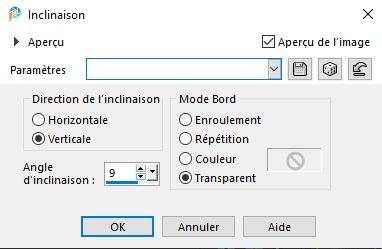 Inclinaison
Aperçu
Aperçu de l'image
Paramètres
Direction de l'inclinaison
Horizontale
Verticale
Angle
d'inclinaison :
9
Mode Bord
Enroulement
Répétition
Couleur
Transparent
OK
Annuler
Aide